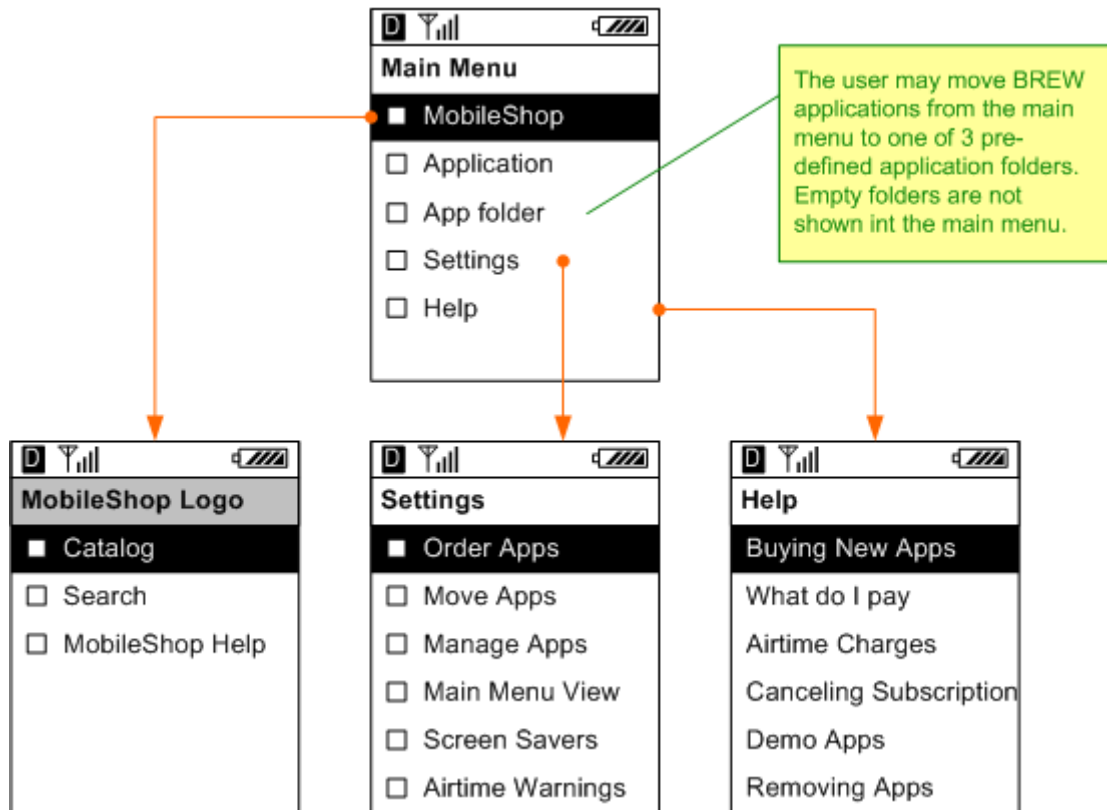 D
Main Menu
MobileShop
Application
App folder
Settings
Help
The user may move BREW
applications from the main
menu to one of 3 pre-
defined application folders.
Empty folders are not
shown int the main menu.
D
MobileShop Logo
Catalog
Search
MobileShop Help
D
Settings
Order Apps
Move Apps
Manage Apps
Main Menu View
Screen Savers
Airtime Warnings
D
Help
Buying New Apps
What do I pay
Airtime Charges
Canceling Subscription
Demo Apps
Removing Apps